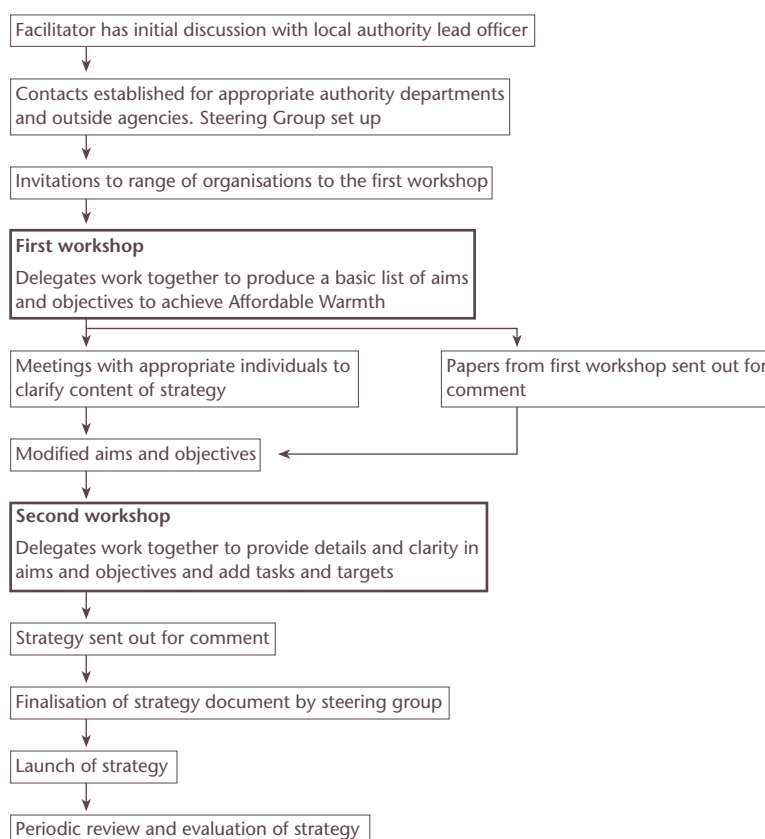 Facilitator has initial discussion with local authority lead officer
Contacts established for appropriate authority departments
and outside agencies. Steering Group set up
Invitations to range of organisations to the first workshop
First workshop
Delegates work together to produce a basic list of aims
and objectives to achieve Affordable Warmth
Meetings with appropriate individuals to
clarify content of strategy
Papers from first workshop sent out for
comment
Modified aims and objectives
Second workshop
Delegates work together to provide details and clarity in
aims and objectives and add tasks and targets
Strategy sent out for comment
Finalisation of strategy document by steering group
Launch of strategy
Periodic review and evaluation of strategy